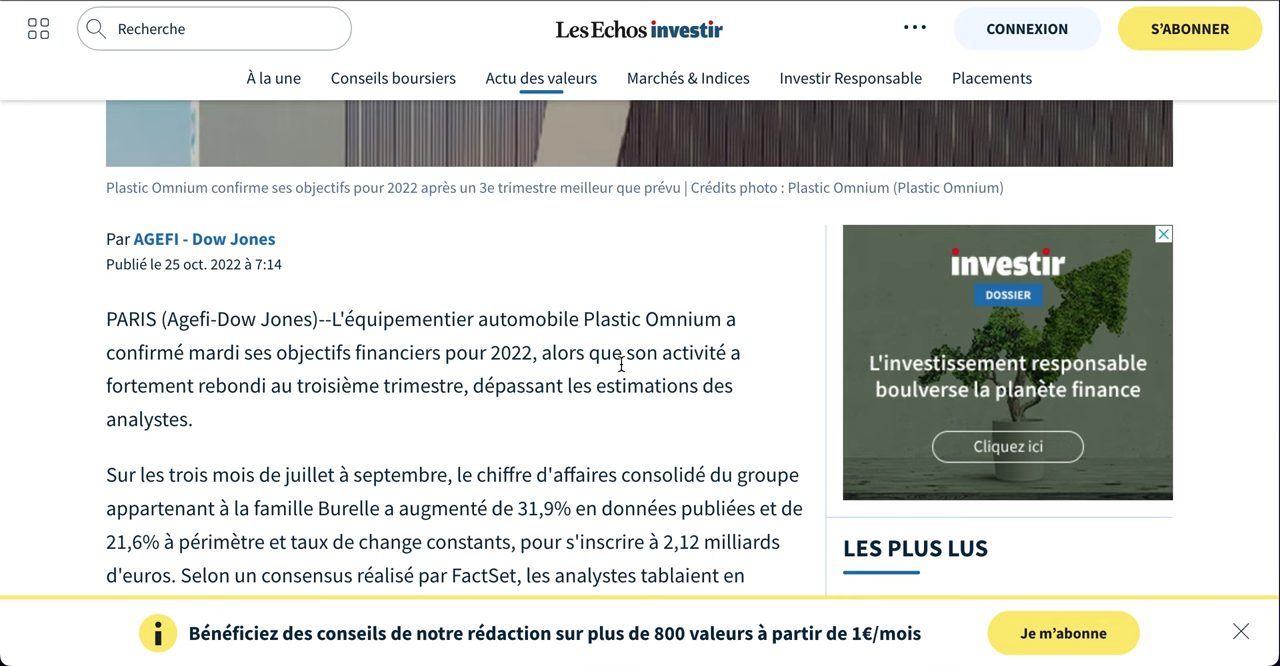 Recherche
Les Echos investir
CONNEXION
S'ABONNER
À la une
Conseils boursiers
Actu des valeurs
Marchés & Indices
Investir Responsable
Placements
Plastic Omnium confirme ses objectifs pour 2022 après un 3e trimestre meilleur que prévu | Crédits photo : Plastic Omnium (Plastic Omnium)
Par AGEFI - Dow Jones
Publié le 25 oct. 2022 à 7:14
PARIS (Agefi-Dow Jones)--L'équipementier automobile Plastic Omnium a
confirmé mardi ses objectifs financiers pour 2022, alors que son activité a
fortement rebondi au troisième trimestre, dépassant les estimations des
analystes.
Sur les trois mois de juillet à septembre, le chiffre d'affaires consolidé du groupe
appartenant à la famille Burelle a augmenté de 31,9% en données publiées et de
21,6% à périmètre et taux de change constants, pour s'inscrire à 2,12 milliards
d'euros. Selon un consensus réalisé par FactSet, les analystes tablaient en
investir
DOSSIER
L'investissement responsable
boulverse la planète finance
Cliquez ici
LES PLUS LUS
Bénéficiez des conseils de notre rédaction sur plus de 800 valeurs à partir de 1€/mois
Je m'abonne